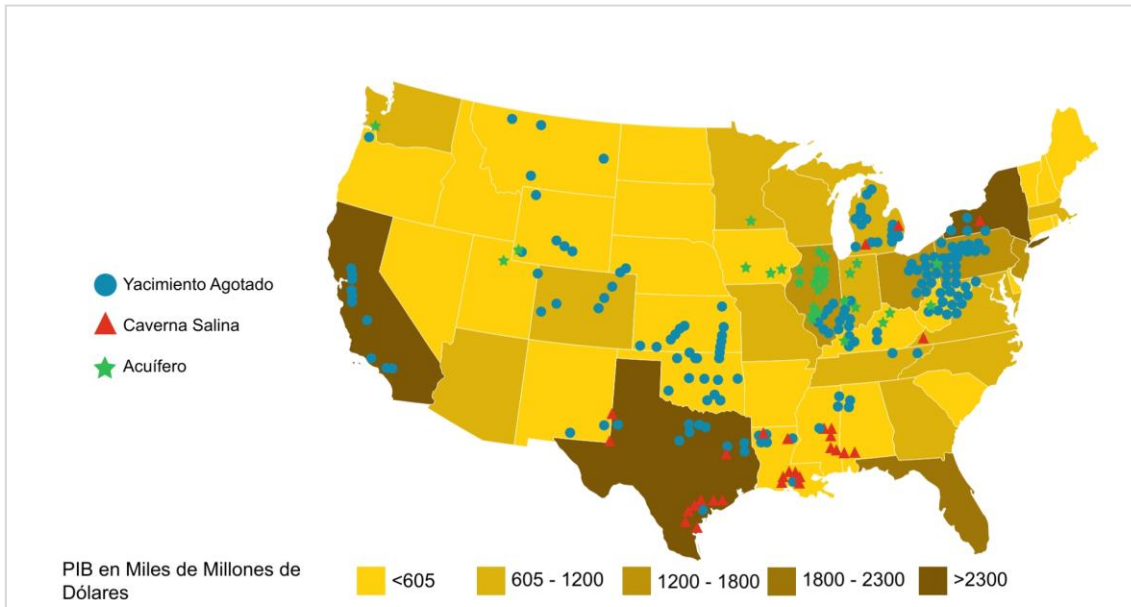 Yacimiento Agotado
Caverna Salina
Acuífero
PIB en Miles de Millones de
Dólares
<605
605 - 1200
1200 - 1800
1800 - 2300
>2300